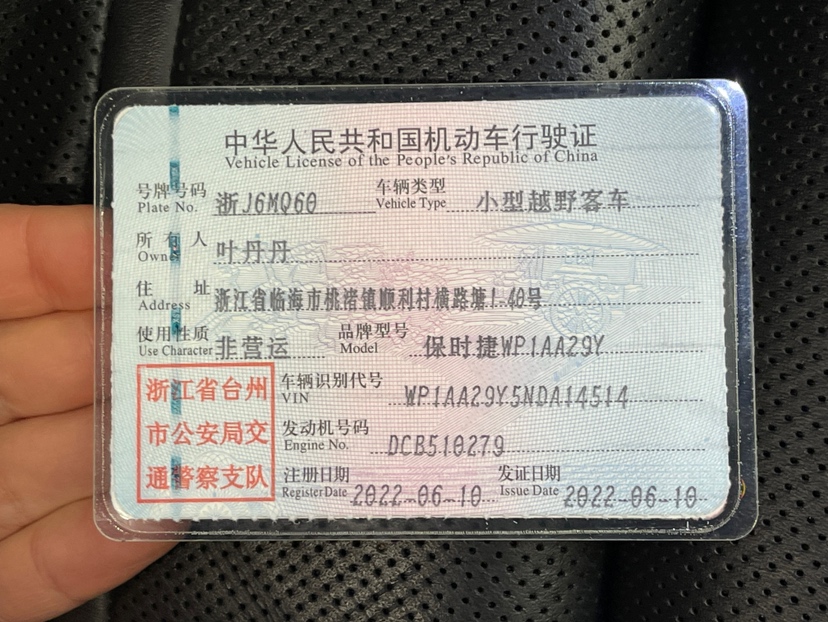 中华人民共和国机动车行驶证
Vehicle License of the People's Republic of China
号牌号码 浙J6MQ60 车辆类型 小型越野客车
Plate No. Vehicle Type
所有人 叶丹丹
Owner
住址 浙江省临海市桃渚镇顺利村横路塘1-40号
Address
使用性质 非营运 品牌型号 保时捷WP1AA29Y
Use Character Model
浙江省台州
市公安局交
通警察支队
车辆识别代号 WP1AA29Y5NDA14514
VIN
发动机号码 DCB510279
Engine No.
注册日期 2022-06-10 发证日期 2022-06-10
Register Date Issue Date